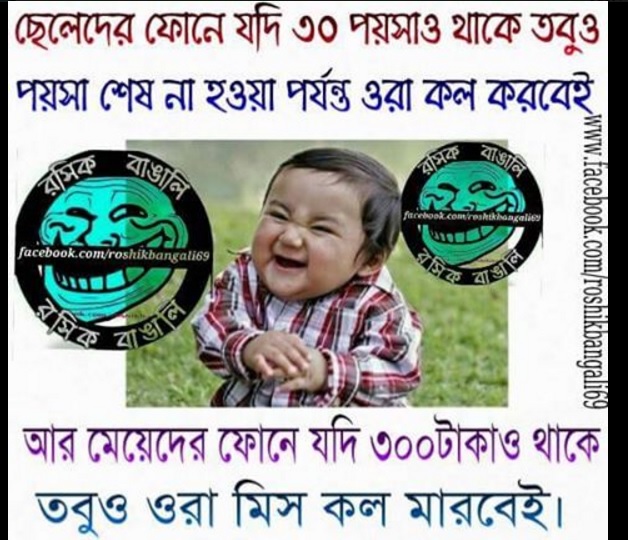 ছেলেদের ফোনে যদি ৩০ পয়সাও থাকে তবুও
পয়সা শেষ না হওয়া পর্যন্ত ওরা কল করবেই
রসিক বাঙালি
facebook.com/roshikbangali69
রসিক বাঙালি
রসিক বাঙালি
facebook.com/roshikbangali69
রসিক বাঙালি
www.facebook.com/roshikbangali69
আর মেয়েদের ফোনে যদি ৩০০টাকাও থাকে
তবুও ওরা মিস কল মারবেই।